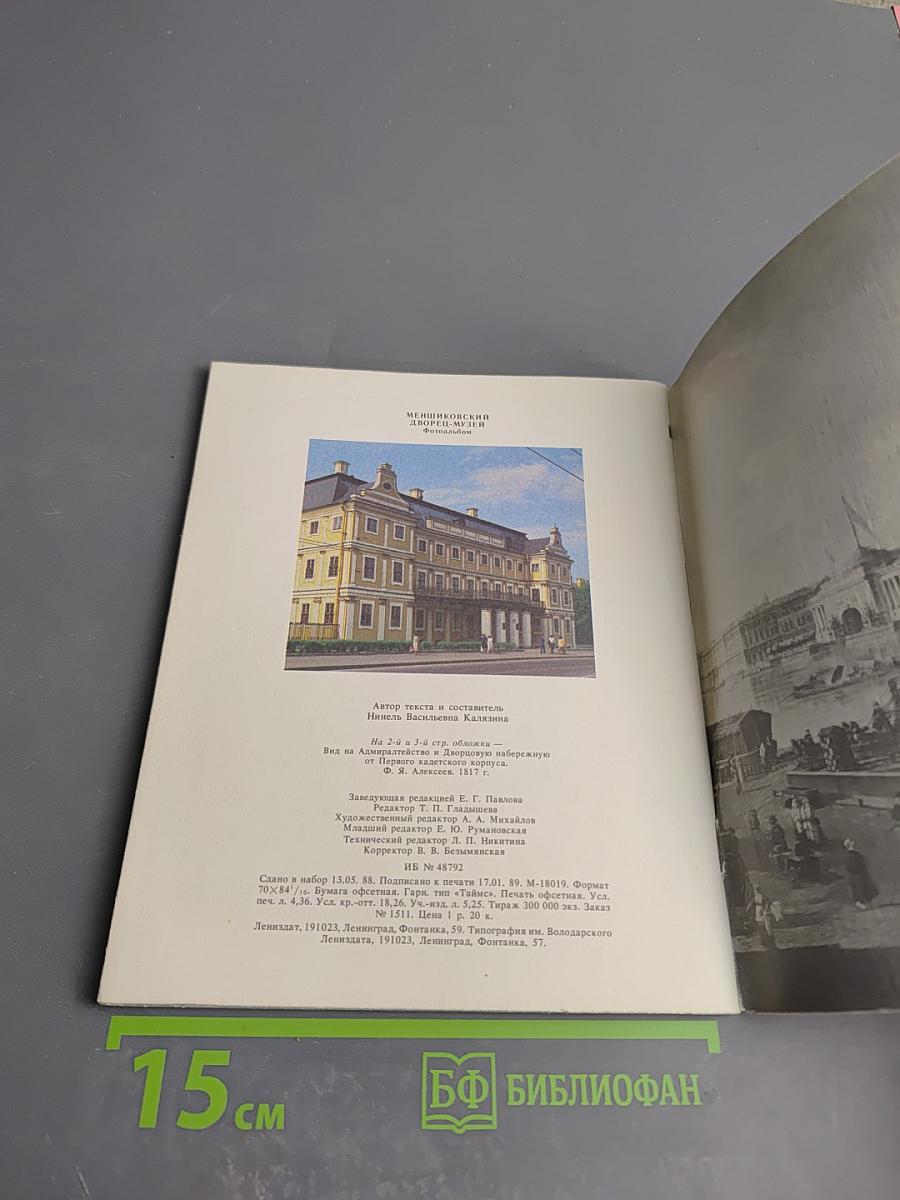 МЕНШИКОВСКИЙ
ДВОРЕЦ-МУЗЕЙ
Фотоальбом
Автор текста и составитель
Нинель Васильевна Калязина
На 2-й и 3-й стр. обложки —
Вид на Адмиралтейство и Дворцовую набережную
от Первого кадетского корпуса.
Ф. Я. Алексеев. 1817 г.
Заведующая редакцией Е. Г. Павлова
Редактор Т. П. Гладышева
Художественный редактор А. А. Михайлов
Младший редактор Е. Ю. Румановская
Технический редактор Л. П. Никитина
Корректор В. В. Безымянская
ИБ № 48792
Сдано в набор 13.05. 88. Подписано к печати 17.01. 89. М-18019. Формат
70×84¹/₁₆. Бумага офсетная. Гарн. тип «Таймс». Печать офсетная. Усл.
печ. л. 4,36. Усл. кр.-отт. 18,26. Уч.-изд. л. 5,25. Тираж 300 000 экз. Заказ
№ 1511. Цена 1 р. 20 к.
Лениздат, 191023, Ленинград, Фонтанка, 59. Типография им. Володарского
Лениздата, 191023, Ленинград, Фонтанка, 57.
15 см
БФ БИБЛИОФАН